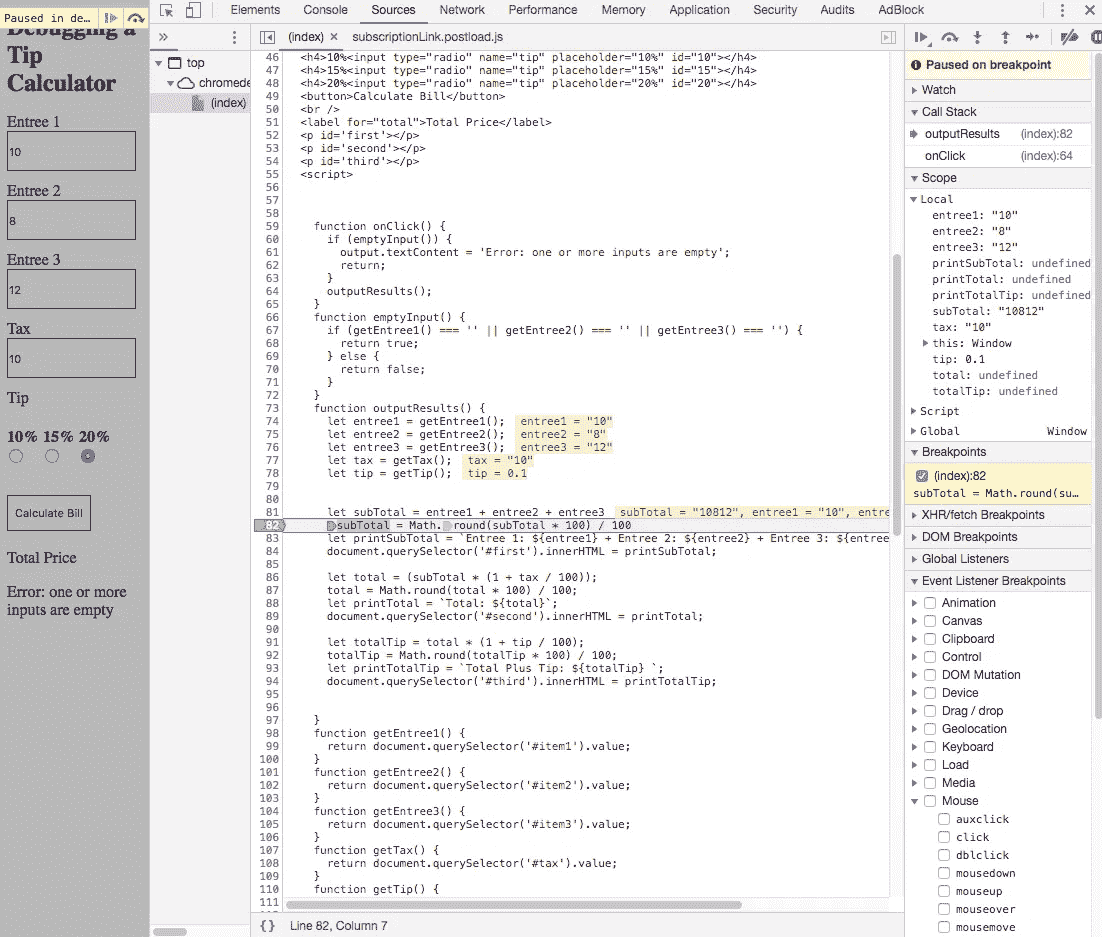 Paused in de…
Debugging a
Tip
Calculator
Entree 1
10
Entree 2
8
Entree 3
12
Tax
10
Tip
10% 15% 20%
Calculate Bill
Total Price
Error: one or more
inputs are empty
Elements Console Sources Network Performance Memory Application Security Audits AdBlock
top
chromede
(index)
(index) × subscriptionLink.postload.js
46 <h4>10%<input type="radio" name="tip" placeholder="10%" id="10"></h4>
47 <h4>15%<input type="radio" name="tip" placeholder="15%" id="15"></h4>
48 <h4>20%<input type="radio" name="tip" placeholder="20%" id="20"></h4>
49 <button>Calculate Bill</button>
50 <br />
51 <label for="total">Total Price</label>
52 <p id='first'></p>
53 <p id='second'></p>
54 <p id='third'></p>
55 <script>
56
57
58
59 function onClick() {
60 if (emptyInput()) {
61 output.textContent = 'Error: one or more inputs are empty';
62 return;
63 }
64 outputResults();
65 }
66 function emptyInput() {
67 if (getEntree1() === '' || getEntree2() === '' || getEntree3() === '') {
68 return true;
69 } else {
70 return false;
71 }
72 }
73 function outputResults() {
74 let entree1 = getEntree1(); entree1 = "10"
75 let entree2 = getEntree2(); entree2 = "8"
76 let entree3 = getEntree3(); entree3 = "12"
77 let tax = getTax(); tax = "10"
78 let tip = getTip(); tip = 0.1
79
80
81 let subTotal = entree1 + entree2 + entree3 subTotal = "10812", entree1 = "10", entre
82 subTotal = Math.round(subTotal * 100) / 100
83 let printSubTotal = `Entree 1: ${entree1} + Entree 2: ${entree2} + Entree 3: ${entree
84 document.querySelector('#first').innerHTML = printSubTotal;
85
86 let total = (subTotal * (1 + tax / 100));
87 total = Math.round(total * 100) / 100;
88 let printTotal = `Total: ${total}`;
89 document.querySelector('#second').innerHTML = printTotal;
90
91 let totalTip = total * (1 + tip / 100);
92 totalTip = Math.round(totalTip * 100) / 100;
93 let printTotalTip = `Total Plus Tip: ${totalTip} `;
94 document.querySelector('#third').innerHTML = printTotalTip;
95
96
97 }
98 function getEntree1() {
99 return document.querySelector('#item1').value;
100 }
101 function getEntree2() {
102 return document.querySelector('#item2').value;
103 }
104 function getEntree3() {
105 return document.querySelector('#item3').value;
106 }
107 function getTax() {
108 return document.querySelector('#tax').value;
109 }
110 function getTip() {
111
{} Line 82, Column 7
Paused on breakpoint
Watch
Call Stack
outputResults (index):82
onClick (index):64
Scope
Local
entree1: "10"
entree2: "8"
entree3: "12"
printSubTotal: undefined
printTotal: undefined
printTotalTip: undefined
subTotal: "10812"
tax: "10"
this: Window
tip: 0.1
total: undefined
totalTip: undefined
Script
Global Window
Breakpoints
(index):82
subTotal = Math.round(su…
XHR/fetch Breakpoints
DOM Breakpoints
Global Listeners
Event Listener Breakpoints
Animation
Canvas
Clipboard
Control
DOM Mutation
Device
Drag / drop
Geolocation
Keyboard
Load
Media
Mouse
auxclick
click
dblclick
mousedown
mouseup
mouseover
mousemove